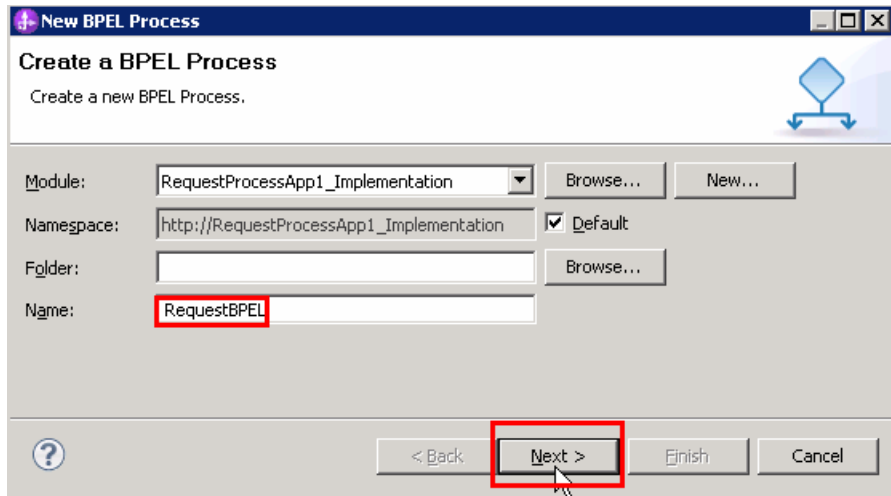 New BPEL Process
Create a BPEL Process
Create a new BPEL Process.
Module: RequestProcessApp1_Implementation Browse... New...
Namespace: http://RequestProcessApp1_Implementation Default
Folder: Browse...
Name: RequestBPEL
< Back Next > Finish Cancel